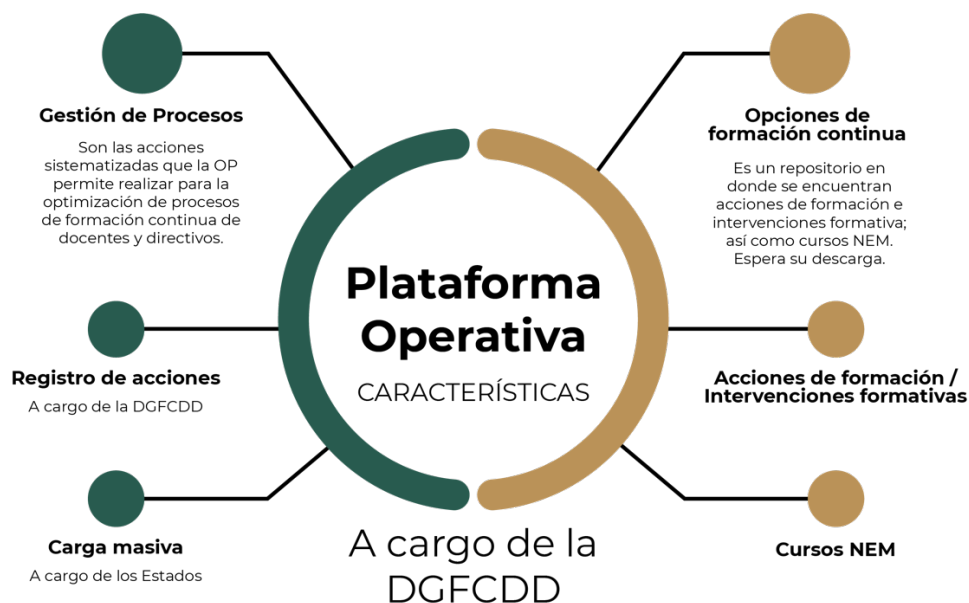 Gestión de Procesos
Son las acciones
sistematizadas que la OP
permite realizar para la
optimización de procesos
de formación continua de
docentes y directivos.
Registro de acciones
A cargo de la DGFCDD
Carga masiva
A cargo de los Estados
Plataforma
Operativa
CARACTERÍSTICAS
A cargo de la
DGFCDD
Opciones de
formación continua
Es un repositorio en
donde se encuentran
acciones de formación e
intervenciones formativa;
así como cursos NEM.
Espera su descarga.
Acciones de formación /
Intervenciones formativas
Cursos NEM